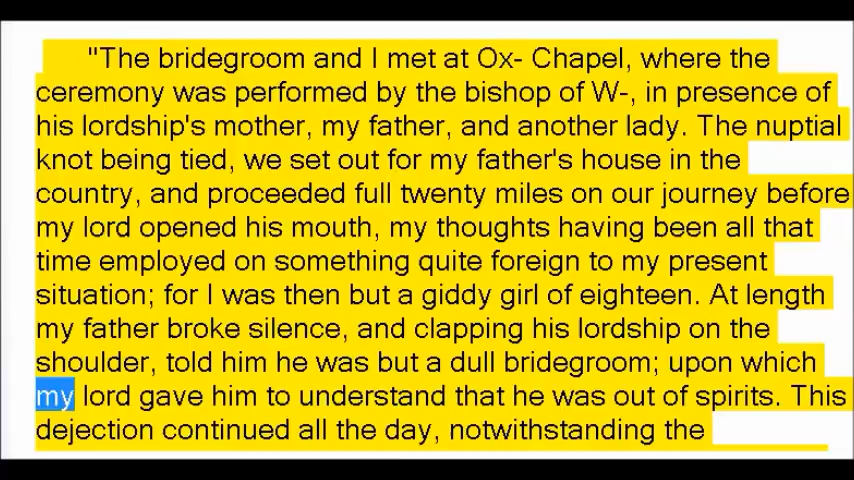 "The bridegroom and I met at Ox- Chapel, where the
ceremony was performed by the bishop of W-, in presence of
his lordship's mother, my father, and another lady. The nuptial
knot being tied, we set out for my father's house in the
country, and proceeded full twenty miles on our journey before
my lord opened his mouth, my thoughts having been all that
time employed on something quite foreign to my present
situation; for I was then but a giddy girl of eighteen. At length
my father broke silence, and clapping his lordship on the
shoulder, told him he was but a dull bridegroom; upon which
my lord gave him to understand that he was out of spirits. This
dejection continued all the day, notwithstanding the